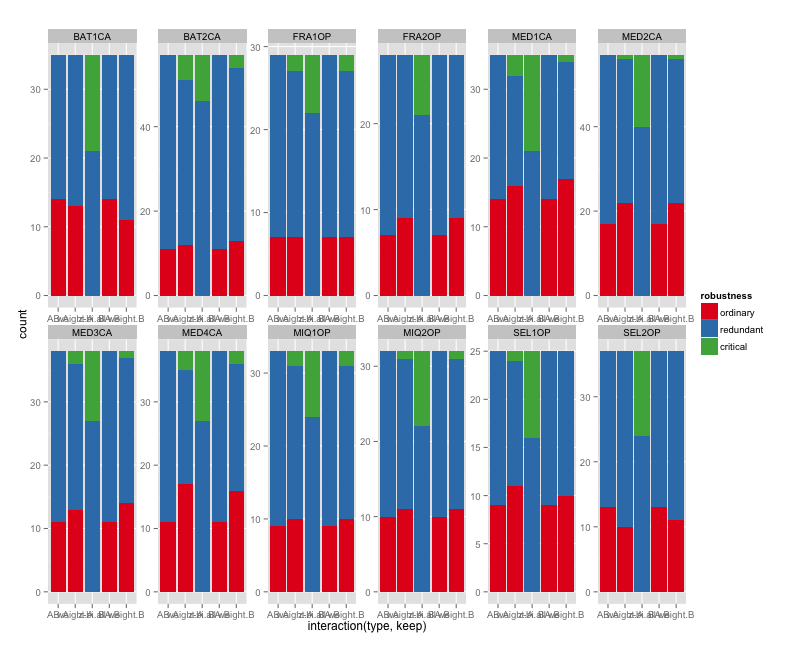 BAT1CA BAT2CA FRA1OP FRA2OP MED1CA MED2CA
30 20 10 0
40 20 0
30 20 10 0
20 10 0
30 20 10 0
40 20 0
count
robustness
ordinary
redundant
critical
MED3CA MED4CA MIQ1OP MIQ2OP SEL1OP SEL2OP
30 20 10 0
30 20 10 0
30 20 10 0
30 20 10 0
25 20 15 10 5 0
30 20 10 0
interaction(type, keep)